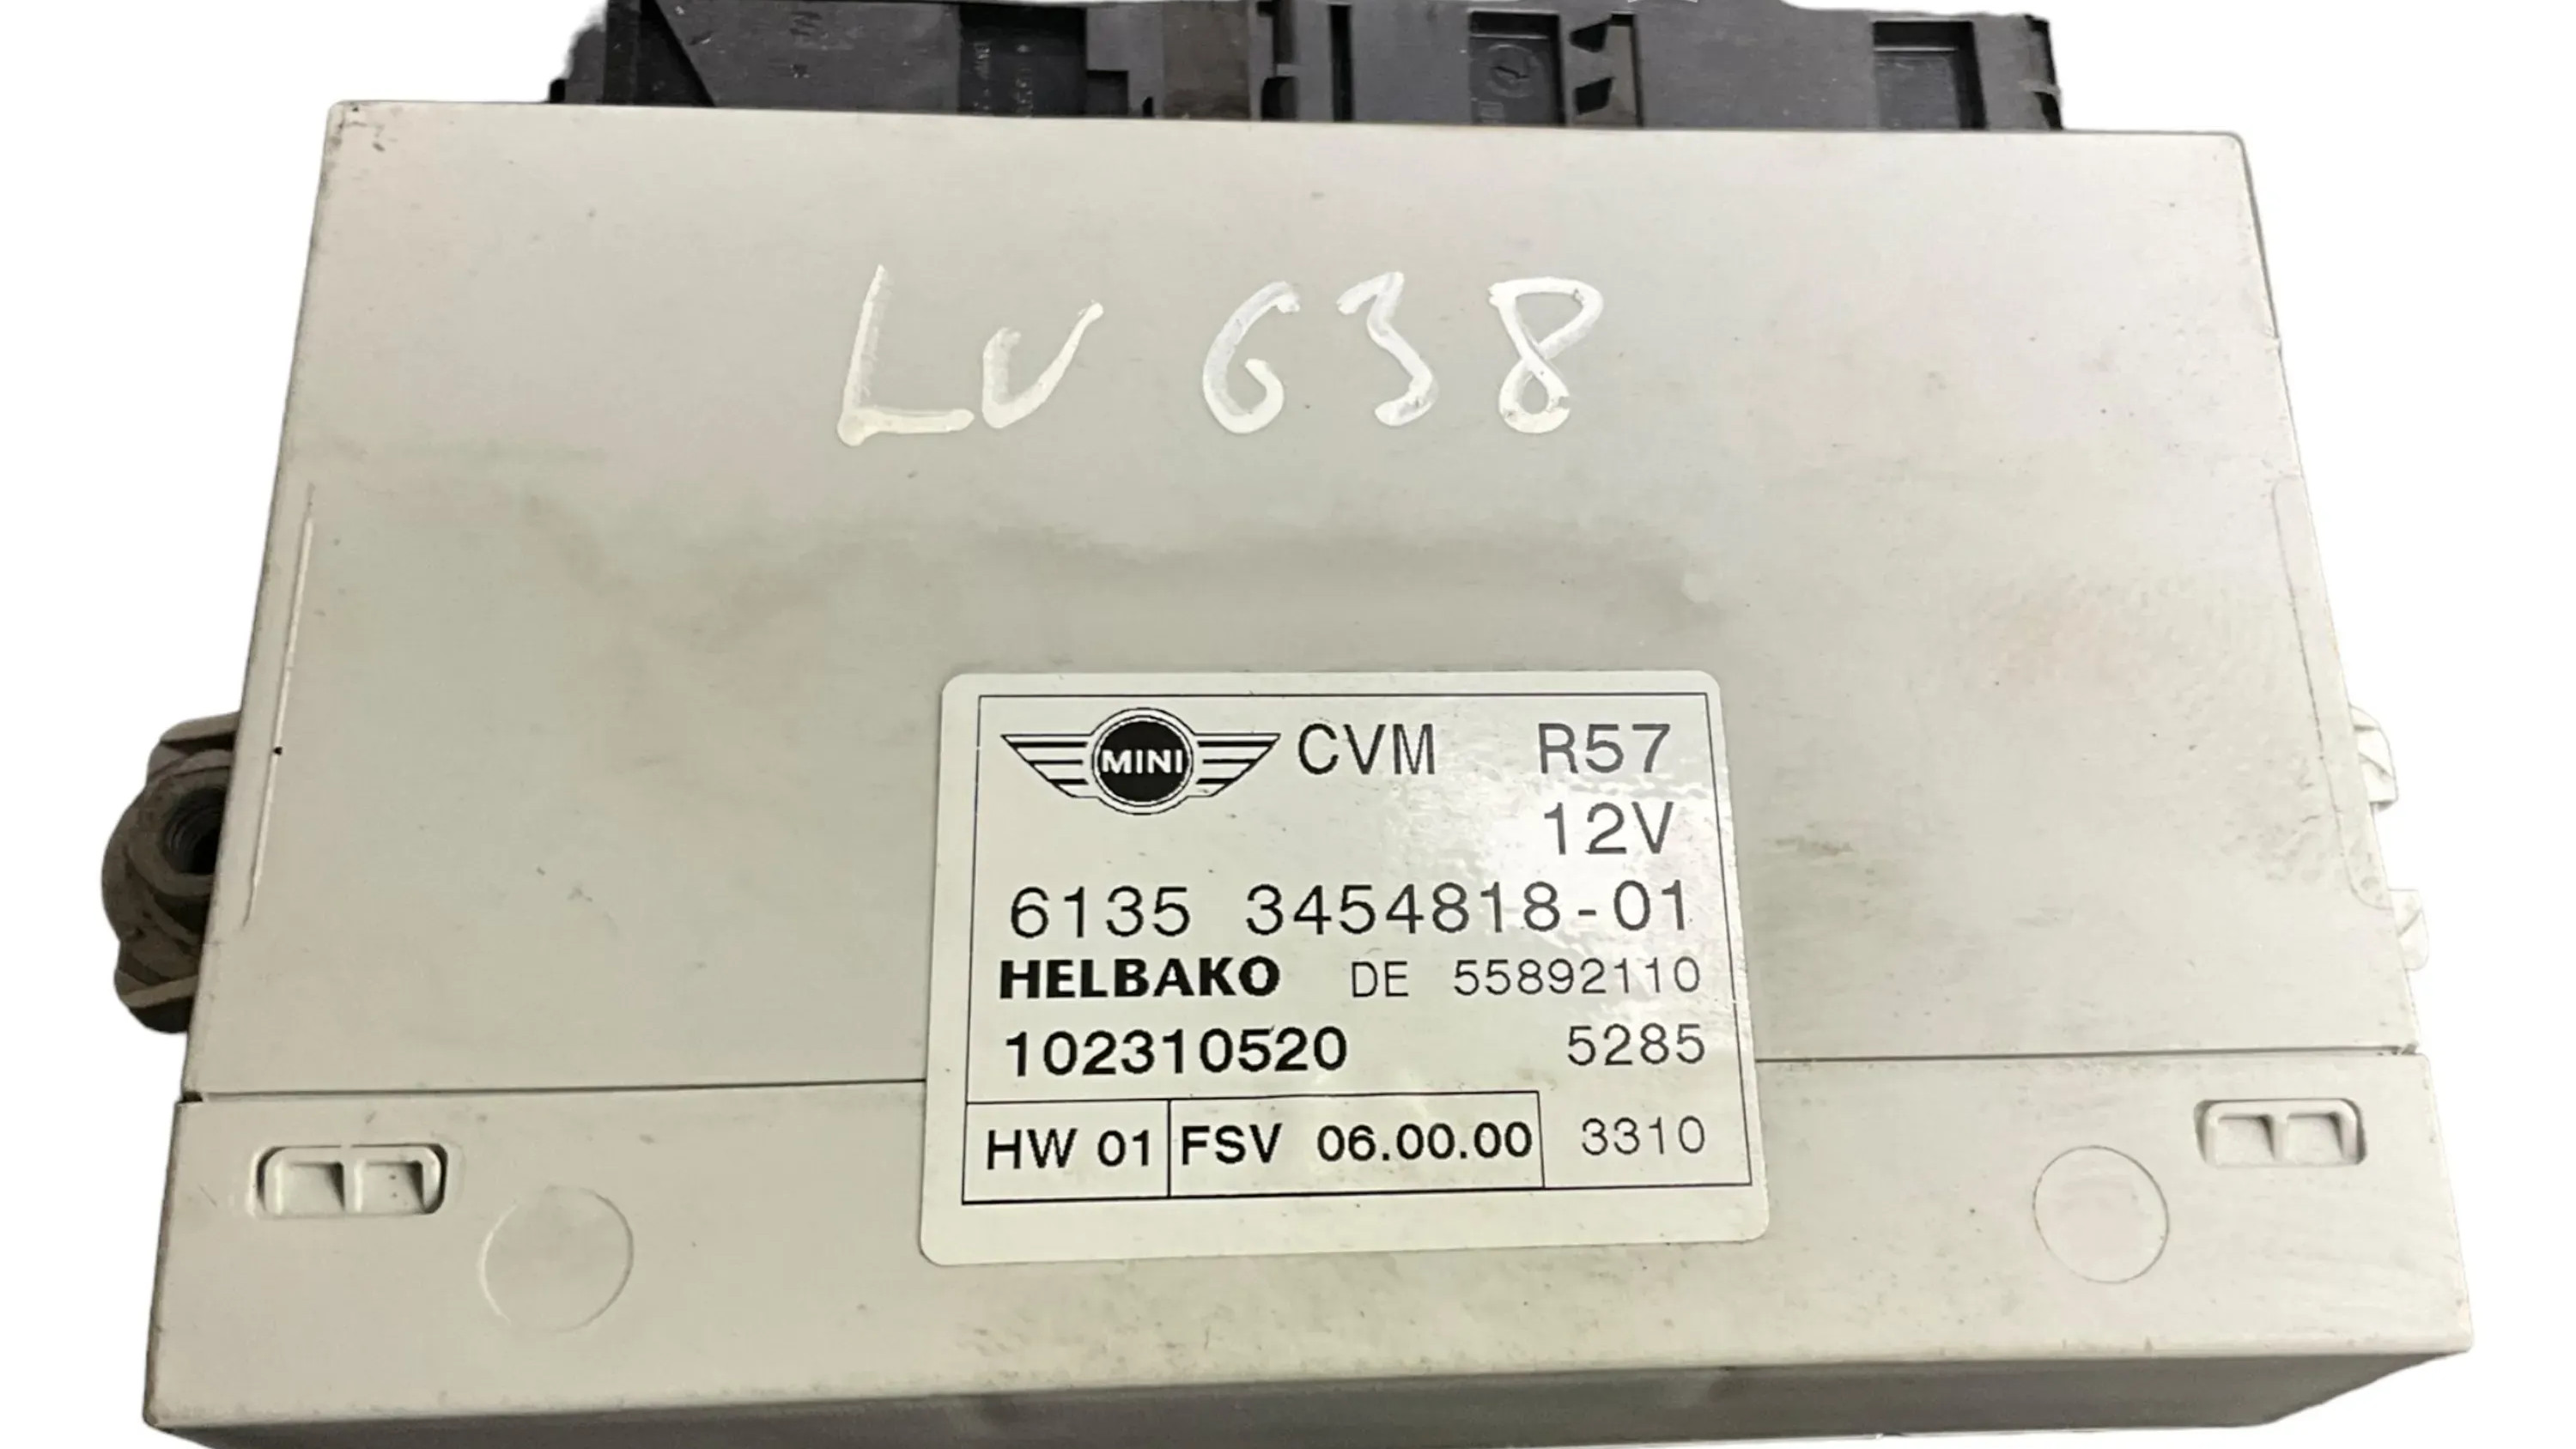 LU 638
MINI CVM R57
12V
6135 3454818-01
HELBAKO DE 55892110
102310520 5285
HW 01 FSV 06.00.00 3310